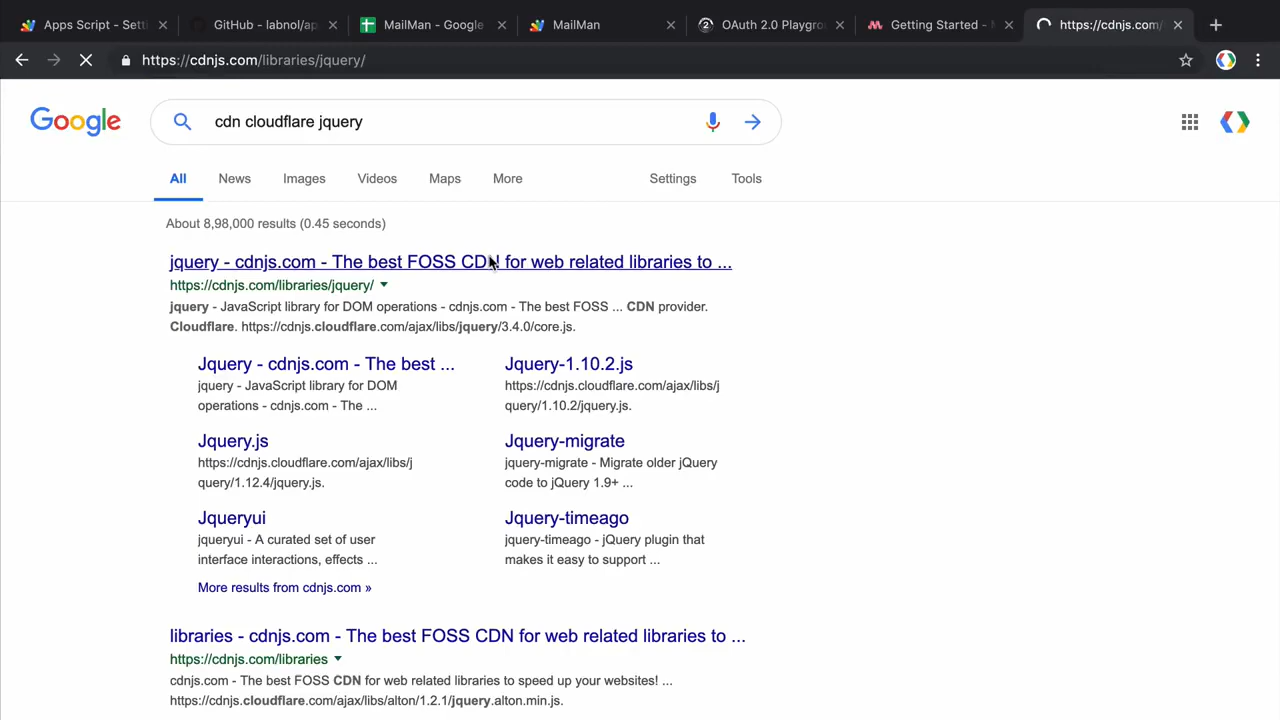 Apps Script - Sett
GitHub - labnol/ap
MailMan - Google
MailMan
OAuth 2.0 Playgro
Getting Started - M
https://cdnjs.com/
https://cdnjs.com/libraries/jquery/
Google
cdn cloudflare jquery
All News Images Videos Maps More Settings Tools
About 8,98,000 results (0.45 seconds)
jquery - cdnjs.com - The best FOSS CDN for web related libraries to ...
https://cdnjs.com/libraries/jquery/
jquery - JavaScript library for DOM operations - cdnjs.com - The best FOSS ... CDN provider.
Cloudflare. https://cdnjs.cloudflare.com/ajax/libs/jquery/3.4.0/core.js.
Jquery - cdnjs.com - The best ...
jquery - JavaScript library for DOM
operations - cdnjs.com - The ...
Jquery-1.10.2.js
https://cdnjs.cloudflare.com/ajax/libs/j
query/1.10.2/jquery.js.
Jquery.js
https://cdnjs.cloudflare.com/ajax/libs/j
query/1.12.4/jquery.js.
Jquery-migrate
jquery-migrate - Migrate older jQuery
code to jQuery 1.9+ ...
Jqueryui
jqueryui - A curated set of user
interface interactions, effects ...
Jquery-timeago
jquery-timeago - jQuery plugin that
makes it easy to support ...
More results from cdnjs.com »
libraries - cdnjs.com - The best FOSS CDN for web related libraries to ...
https://cdnjs.com/libraries
cdnjs.com - The best FOSS CDN for web related libraries to speed up your websites! ...
https://cdnjs.cloudflare.com/ajax/libs/alton/1.2.1/jquery.alton.min.js.